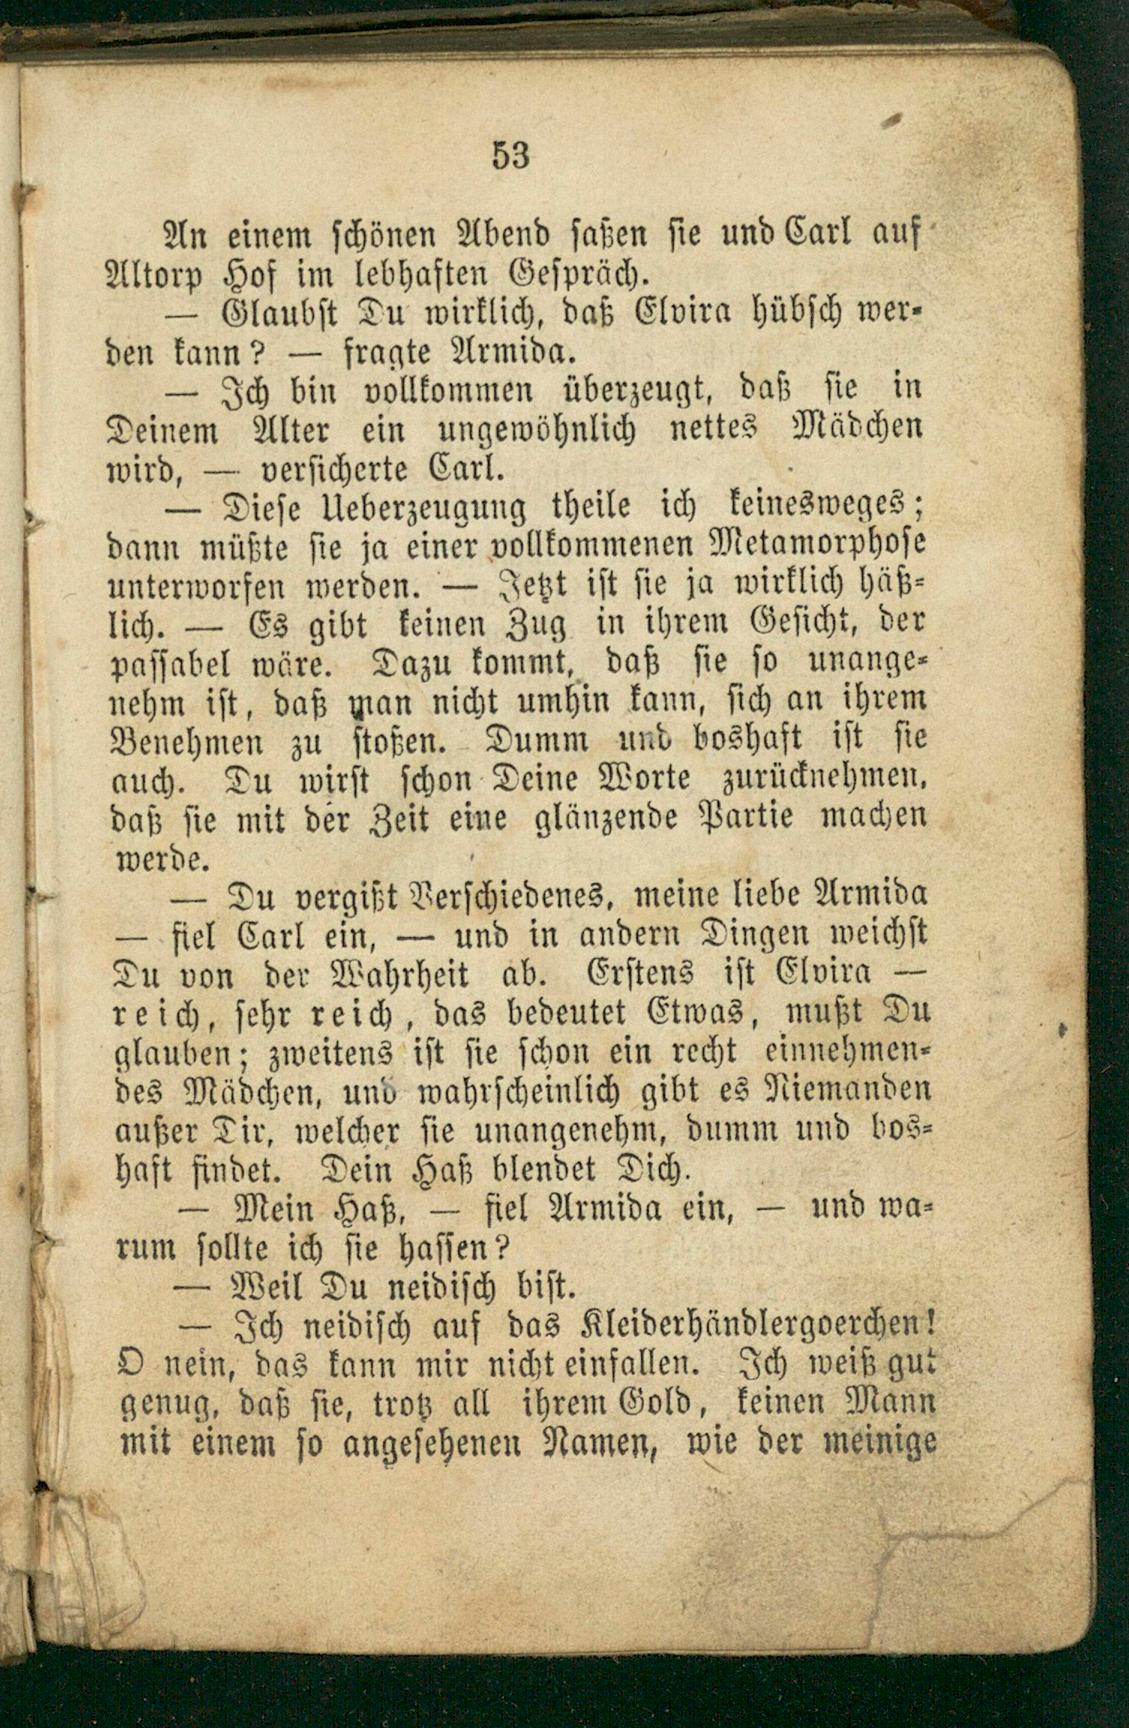 53
An einem schönen Abend saßen sie und Carl auf
Altorp Hof im lebhaften Gespräch.
— Glaubst Du wirklich, daß Elvira hübsch wer-
den kann? — fragte Armida.
— Ich bin vollkommen überzeugt, daß sie in
Deinem Alter ein ungewöhnlich nettes Mädchen
wird, — versicherte Carl.
— Diese Ueberzeugung theile ich keinesweges;
dann müßte sie ja einer vollkommenen Metamorphose
unterworfen werden. — Jetzt ist sie ja wirklich häß-
lich. — Es gibt keinen Zug in ihrem Gesicht, der
passabel wäre. Dazu kommt, daß sie so unange-
nehm ist, daß man nicht umhin kann, sich an ihrem
Benehmen zu stoßen. Dumm und boshaft ist sie
auch. Du wirst schon Deine Worte zurücknehmen,
daß sie mit der Zeit eine glänzende Partie machen
werde.
— Du vergißt Verschiedenes, meine liebe Armida
— fiel Carl ein, — und in andern Dingen weichst
Du von der Wahrheit ab. Erstens ist Elvira —
reich, sehr reich, das bedeutet Etwas, mußt Du
glauben; zweitens ist sie schon ein recht einnehmen-
des Mädchen, und wahrscheinlich gibt es Niemanden
außer Dir, welcher sie unangenehm, dumm und bos-
haft findet. Dein Haß blendet Dich.
— Mein Haß, — fiel Armida ein, — und wa-
rum sollte ich sie hassen?
— Weil Du neidisch bist.
— Ich neidisch auf das Kleiderhändlergoerchen!
O nein, das kann mir nicht einfallen. Ich weiß gut
genug, daß sie, trotz all ihrem Gold, keinen Mann
mit einem so angesehenen Namen, wie der meinige